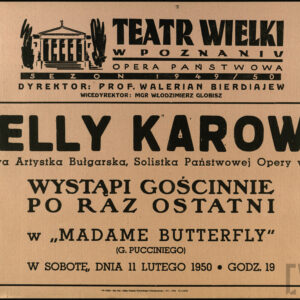 TEATR WIELKI
W POZNANIU
OPERA PAŃSTWOWA
SEZON 1949/50
DYREKTOR: PROF. WALERIAN BIERDIAJEW
WICEDYREKTOR: MGR WŁODZIMIERZ GLOBISZ
ELLY KAROW
wa Artystka Bułgarska, Solistka Państwowej Opery w
WYSTĄPI GOŚCINNIE
PO RAZ OSTATNI
w „MADAME BUTTERFLY"
(G. PUCCINIEGO)
W SOBOTĘ, DNIA 11 LUTEGO 1950 • GODZ. 19